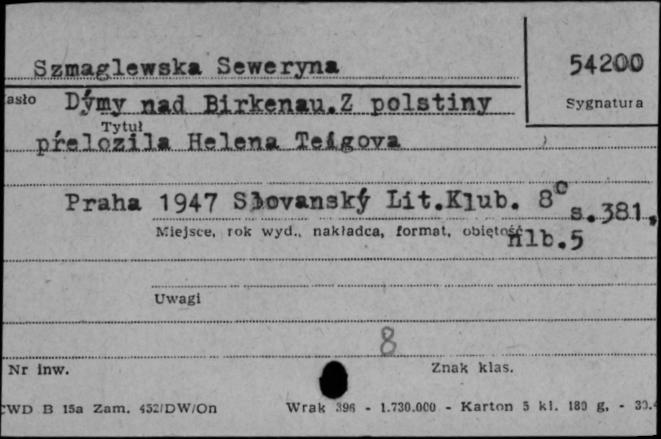 Szmaglewska Seweryna
54200
asło Dýmy nad Birkenau.Z polstiny
Sygnatura
Tytuł
přelozila Helena Teigova
Praha 1947 Slovanský Lit.Klub. 8° s.381.
Miejsce, rok wyd., nakładca, format, objętość
nlb.5
Uwagi
8
Nr inw.
Znak klas.
CWD B 15a Zam. 452/DW/On
Wrak 396 - 1.730.000 - Karton 5 kl. 180 g. - 30.4